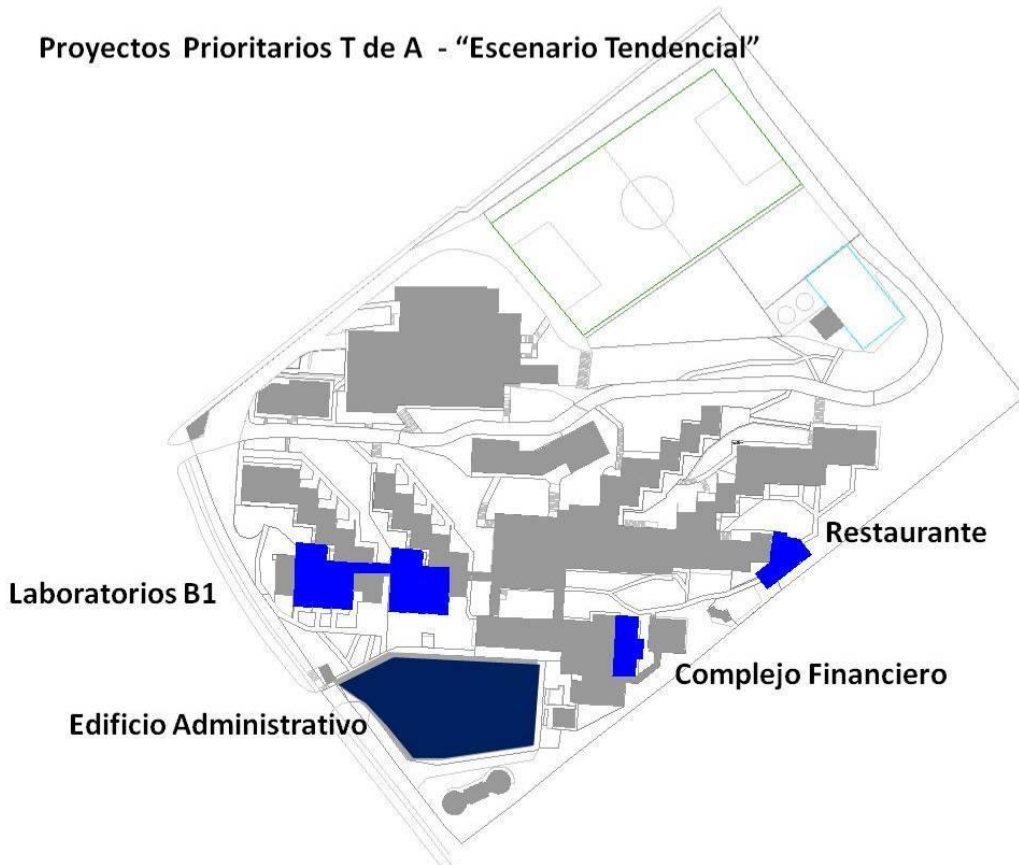 Proyectos Prioritarios T de A - “Escenario Tendencial”
Restaurante
Laboratorios B1
Complejo Financiero
Edificio Administrativo